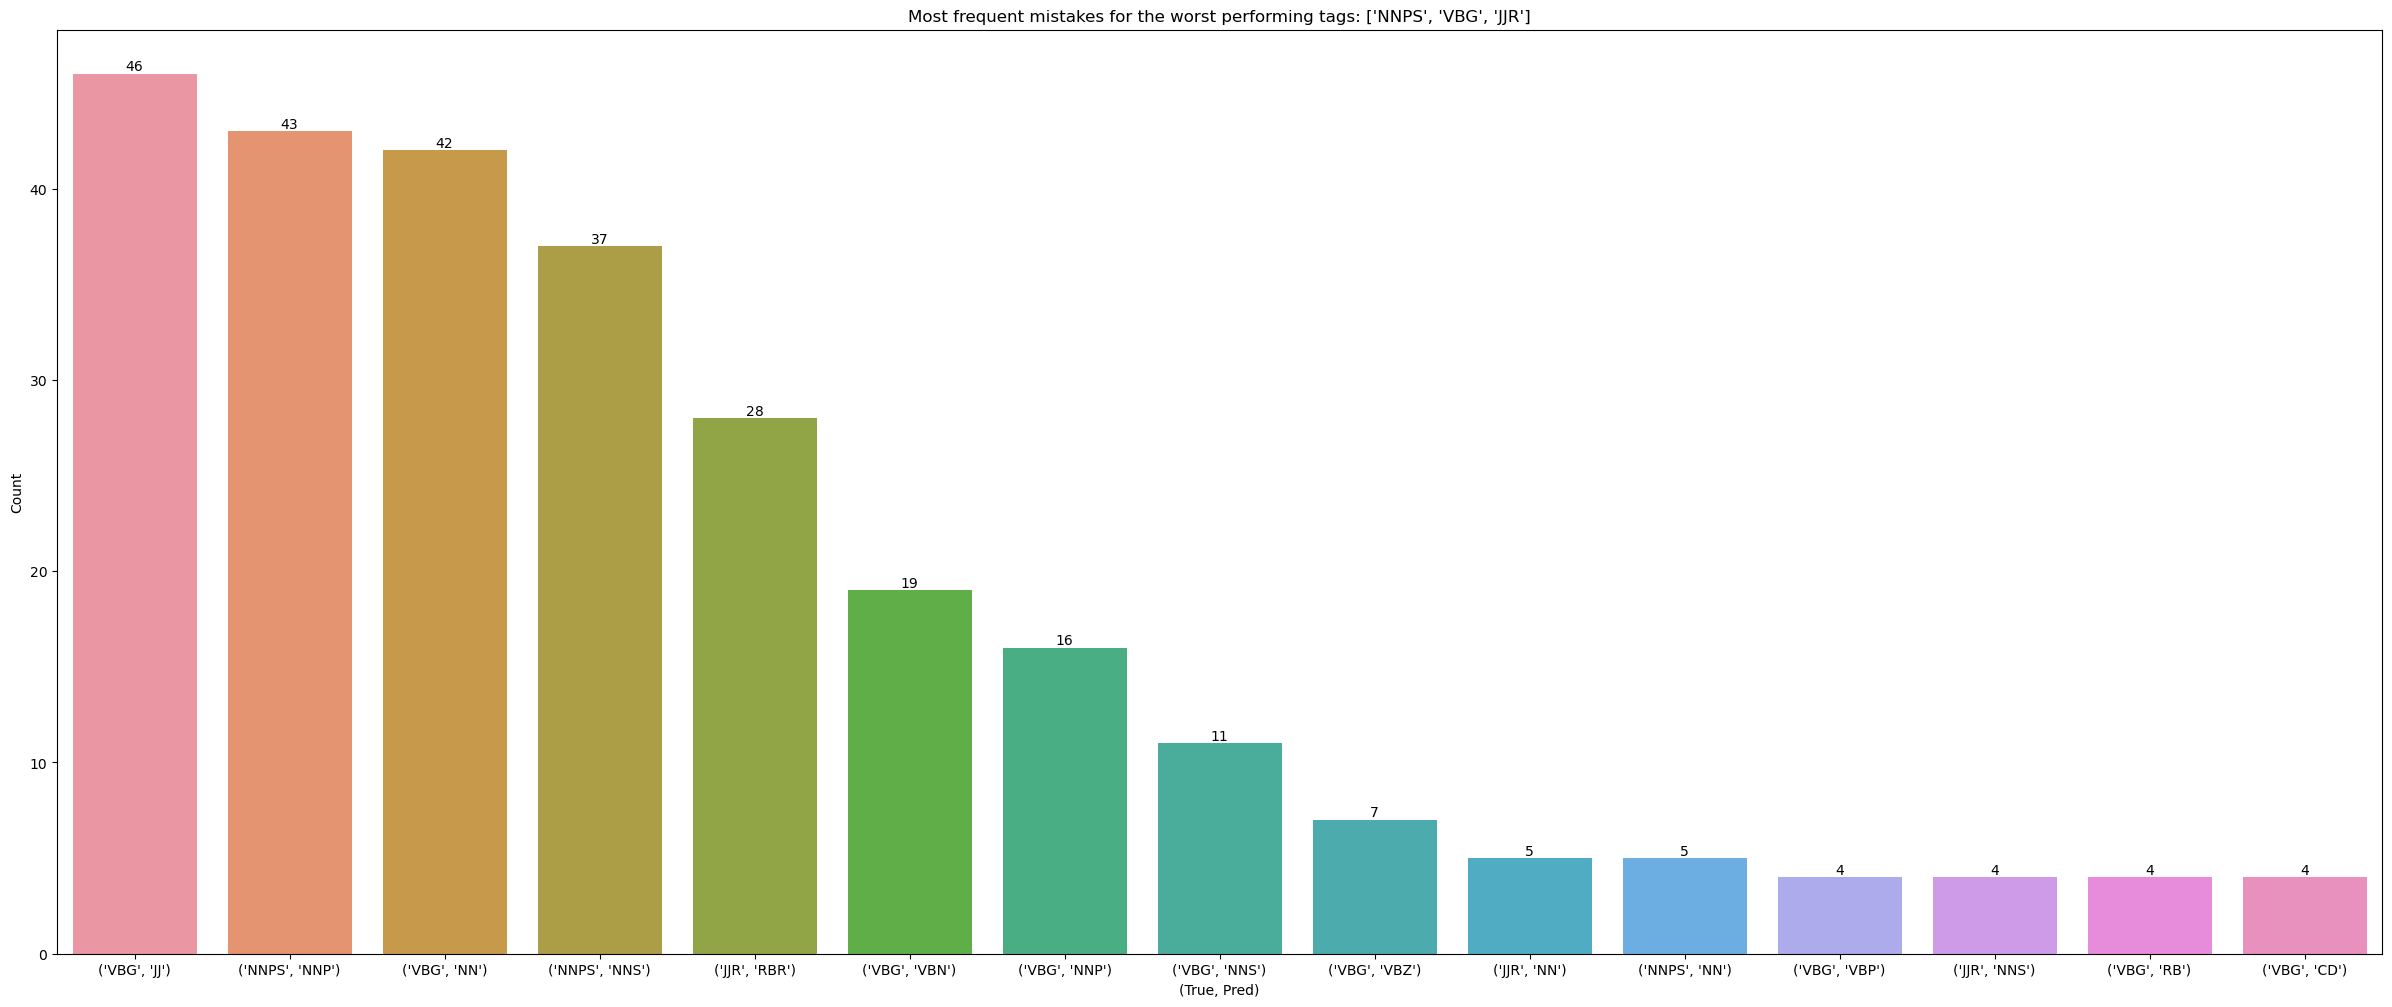 Most frequent mistakes for the worst performing tags: ['NNPS', 'VBG', 'JJR']
46
43
42
37
28
19
16
11
7
5
5
4
4
4
4
40
30
20
10
0
Count
('VBG', 'JJ')
('NNPS', 'NNP')
('VBG', 'NN')
('NNPS', 'NNS')
('JJR', 'RBR')
('VBG', 'VBN')
('VBG', 'NNP')
('VBG', 'NNS')
('VBG', 'VBZ')
('JJR', 'NN')
('NNPS', 'NN')
('VBG', 'VBP')
('JJR', 'NNS')
('VBG', 'RB')
('VBG', 'CD')
(True, Pred)